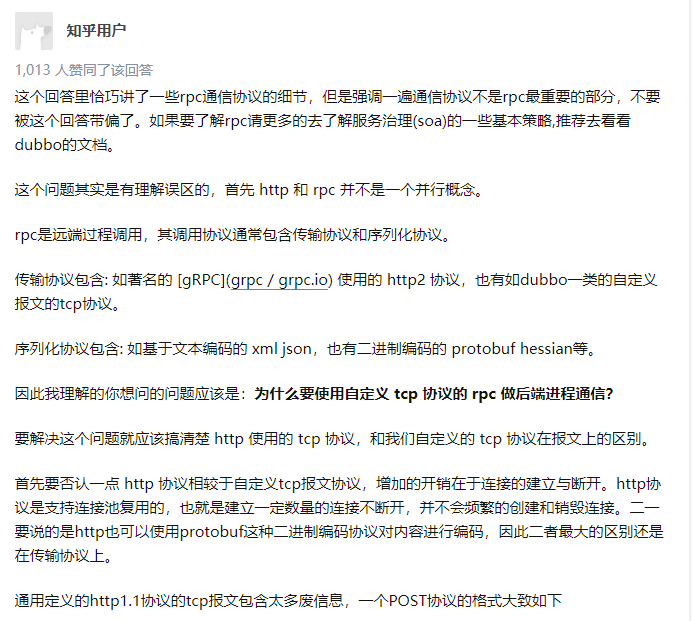 知乎用户
1,013 人赞同了该回答
这个回答里恰巧讲了一些rpc通信协议的细节，但是强调一遍通信协议不是rpc最重要的部分，不要
被这个回答带偏了。如果要了解rpc请更多的去了解服务治理(soa)的一些基本策略,推荐去看看
dubbo的文档。
这个问题其实是有理解误区的，首先 http 和 rpc 并不是一个并行概念。
rpc是远端过程调用，其调用协议通常包含传输协议和序列化协议。
传输协议包含: 如著名的 [gRPC](grpc / grpc.io) 使用的 http2 协议，也有如dubbo一类的自定义
报文的tcp协议。
序列化协议包含: 如基于文本编码的 xml json，也有二进制编码的 protobuf hessian等。
因此我理解的你想问的问题应该是：为什么要使用自定义 tcp 协议的 rpc 做后端进程通信？
要解决这个问题就应该搞清楚 http 使用的 tcp 协议，和我们自定义的 tcp 协议在报文上的区别。
首先要否认一点 http 协议相较于自定义tcp报文协议，增加的开销在于连接的建立与断开。http协
议是支持连接池复用的，也就是建立一定数量的连接不断开，并不会频繁的创建和销毁连接。二一
要说的是http也可以使用protobuf这种二进制编码协议对内容进行编码，因此二者最大的区别还是
在传输协议上。
通用定义的http1.1协议的tcp报文包含太多废信息，一个POST协议的格式大致如下